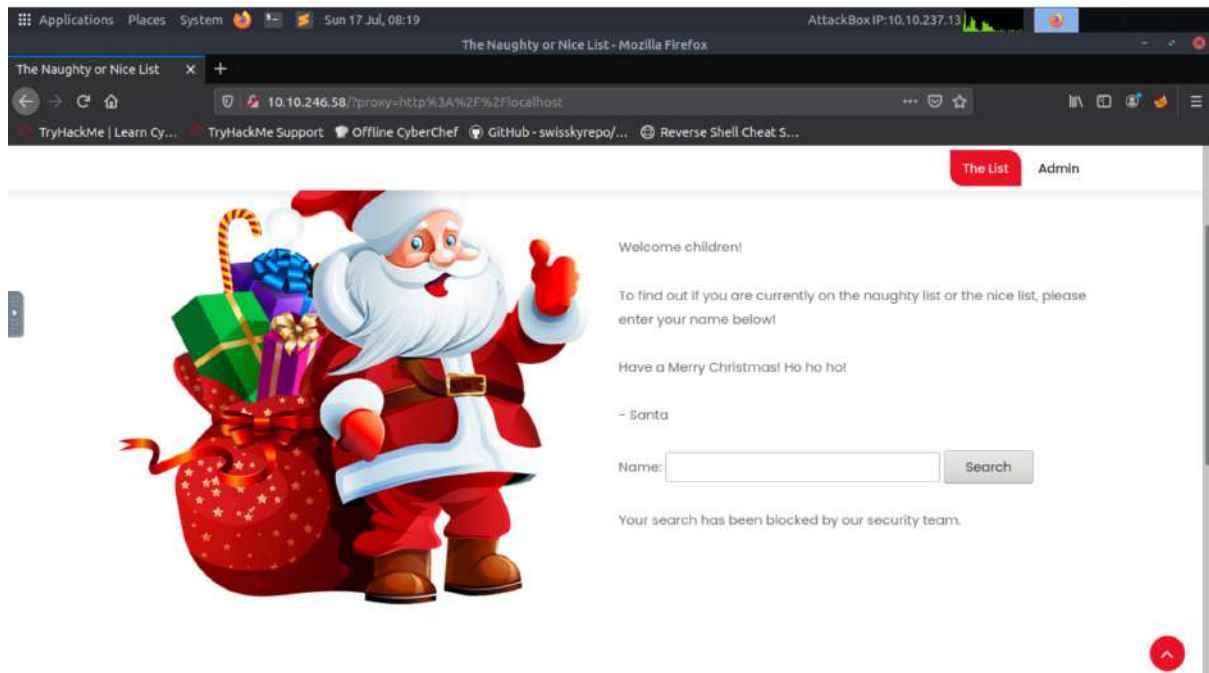 Applications Places System Sun 17 Jul, 08:19 AttackBox IP:10.10.237.13
The Naughty or Nice List - Mozilla Firefox
The Naughty or Nice List
10.10.246.58/?proxy=http%3A%2F%2Flocalhost
TryHackMe | Learn Cy... TryHackMe Support Offline CyberChef GitHub - swisskyrepo/... Reverse Shell Cheat S...
The List Admin
Welcome children!
To find out if you are currently on the naughty list or the nice list, please
enter your name below!
Have a Merry Christmas! Ho ho ho!
- Santa
Name: Search
Your search has been blocked by our security team.